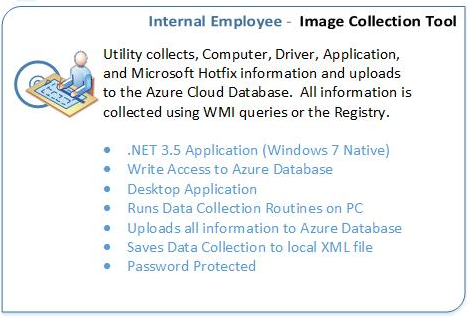 Internal Employee - Image Collection Tool
Utility collects, Computer, Driver, Application,
and Microsoft Hotfix information and uploads
to the Azure Cloud Database.  All information is
collected using WMI queries or the Registry.
• .NET 3.5 Application (Windows 7 Native)
• Write Access to Azure Database
• Desktop Application
• Runs Data Collection Routines on PC
• Uploads all information to Azure Database
• Saves Data Collection to local XML file
• Password Protected